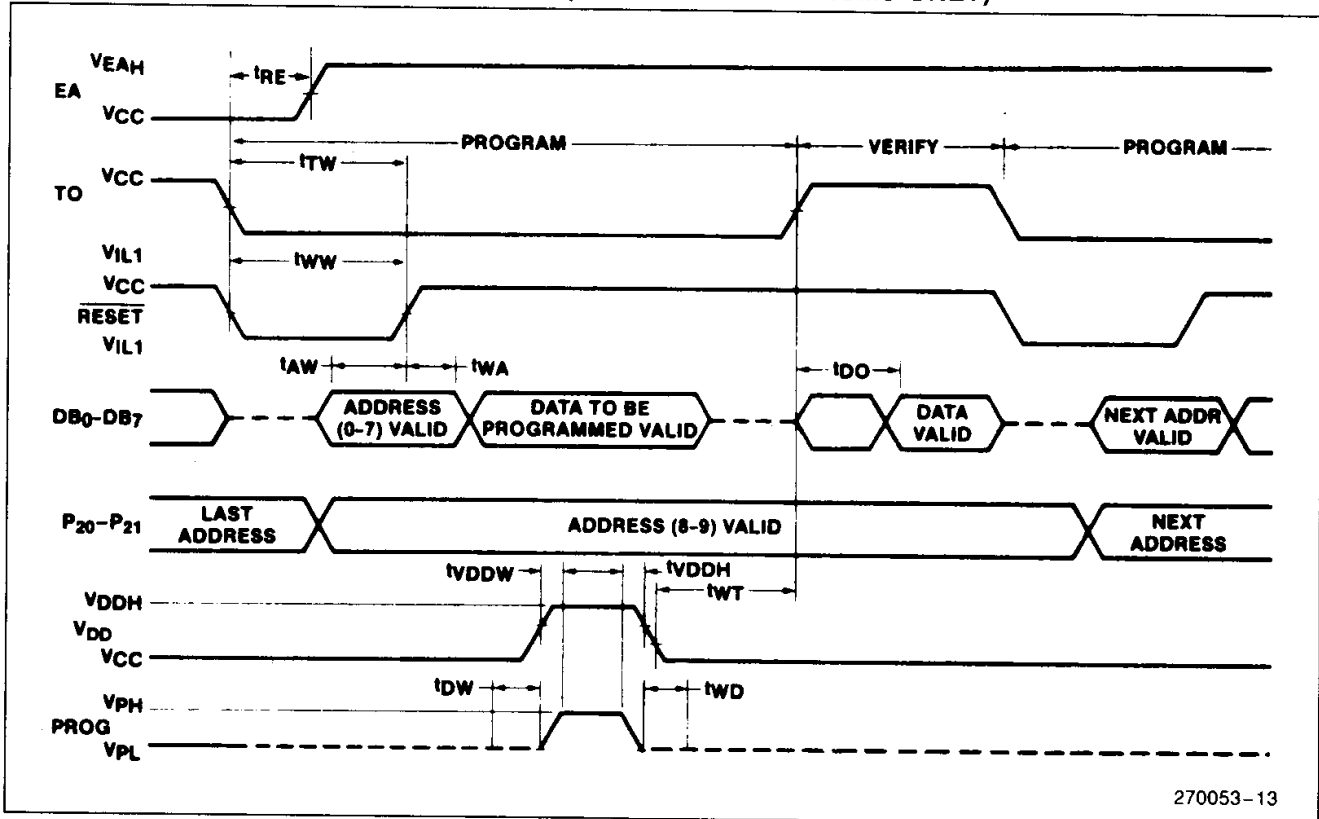 ONLY)
VEAH
tRE
EA
VCC
PROGRAM
VERIFY
PROGRAM
tTW
VCC
TO
VIL1
tWW
VCC
RESET
VIL1
tAW
tWA
tDO
DB0-DB7
ADDRESS
(0-7) VALID
DATA TO BE
PROGRAMMED VALID
DATA
VALID
NEXT ADDR
VALID
P20-P21
LAST
ADDRESS
ADDRESS (8-9) VALID
NEXT
ADDRESS
tVDDW
tVDDH
tWT
VDDH
VDD
VCC
tDW
tWD
VPH
PROG
VPL
270053-13